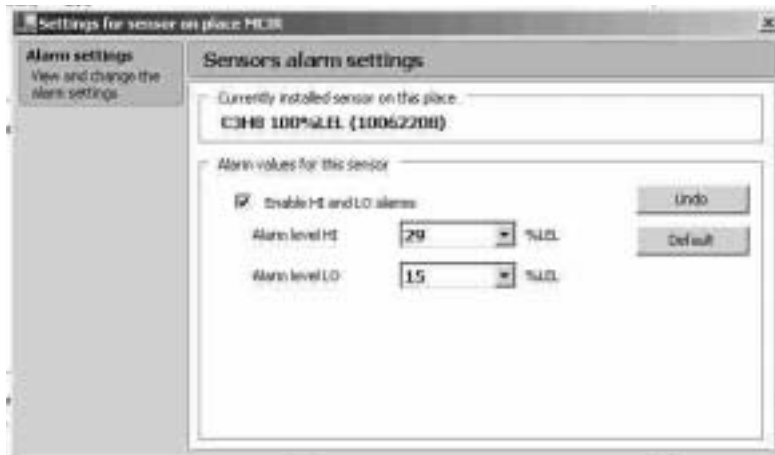 Settings for sensor on place MCIR
Alarm settings
View and change the
alarm settings
Sensors alarm settings
Currently installed sensor on this place
C3H8 100%LEL (10062208)
Alarm values for this sensor
Enable HI and LO alarms
Undo
Alarm level HI
29
%LEL
Default
Alarm level LO
15
%LEL